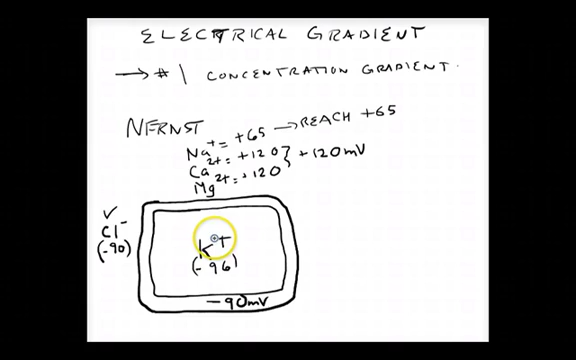 ELECTRICAL GRADIENT
→ #1 CONCENTRATION GRADIENT.
NERNST
Na⁺ = +65 → REACH +65
Ca²⁺ = +120 } +120mV
Mg²⁺ = +120
✓
Cl⁻
(-90)
K⁺
(-96)
-90mV